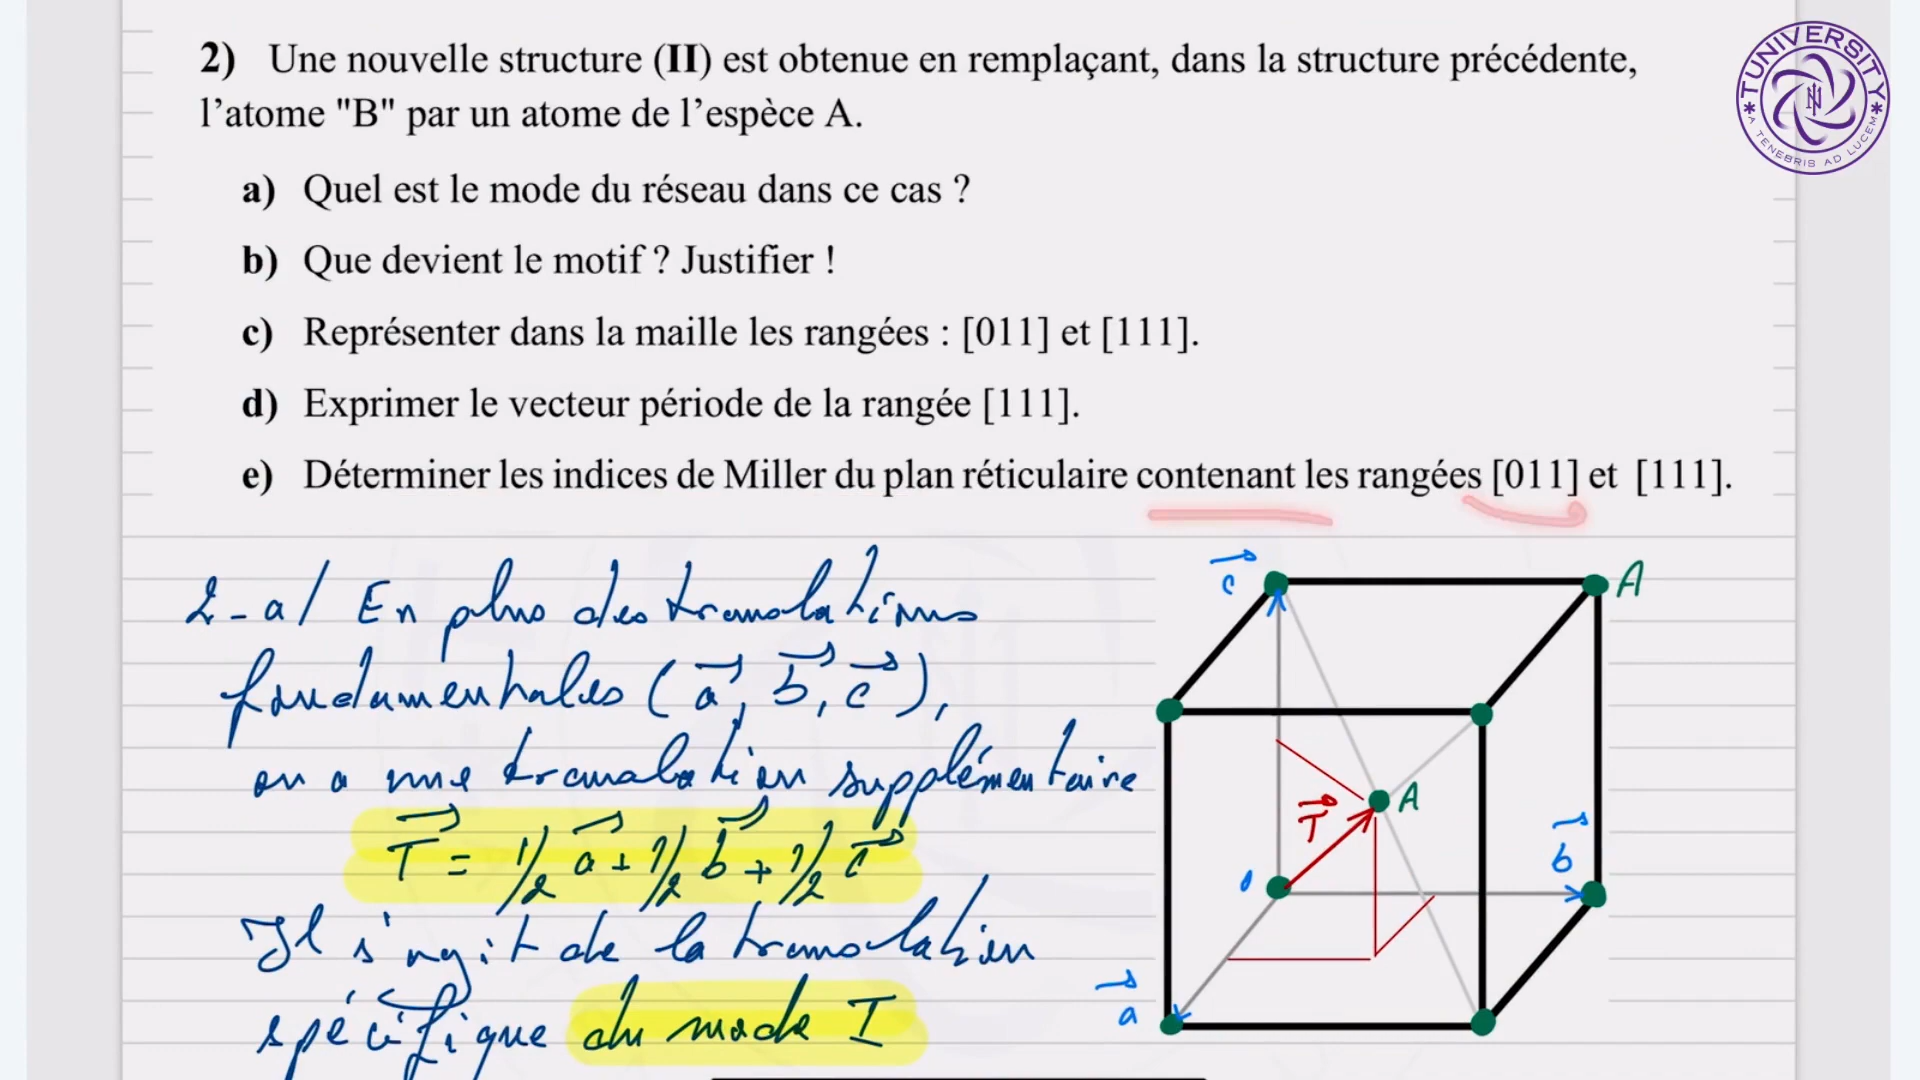 2) Une nouvelle structure (II) est obtenue en remplaçant, dans la structure précédente,
l'atome "B" par un atome de l'espèce A.
a) Quel est le mode du réseau dans ce cas ?
b) Que devient le motif ? Justifier !
c) Représenter dans la maille les rangées : [011] et [111].
d) Exprimer le vecteur période de la rangée [111].
e) Déterminer les indices de Miller du plan réticulaire contenant les rangées [011] et [111].
2-a/ En plus des translations
fondamentales (a⃗, b⃗, c⃗),
on a une translation supplémentaire
T⃗ = 1/2 a⃗ + 1/2 b⃗ + 1/2 c⃗
Il s'agit de la translation
spécifique du mode I
c⃗
A
A
T⃗
b⃗
0
a⃗
TUNIVERSITY
A TENEBRIS AD LUCEM